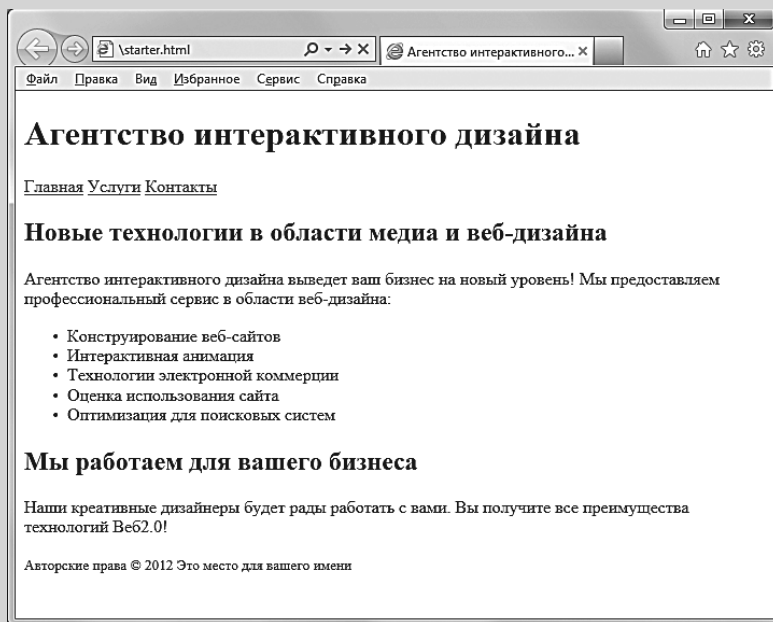 \starter.html
Агентство интерактивного...
Файл Правка Вид Избранное Сервис Справка
Агентство интерактивного дизайна
Главная Услуги Контакты
Новые технологии в области медиа и веб-дизайна
Агентство интерактивного дизайна выведет ваш бизнес на новый уровень! Мы предоставляем
профессиональный сервис в области веб-дизайна:
• Конструирование веб-сайтов
• Интерактивная анимация
• Технологии электронной коммерции
• Оценка использования сайта
• Оптимизация для поисковых систем
Мы работаем для вашего бизнеса
Наши креативные дизайнеры будет рады работать с вами. Вы получите все преимущества
технологий Веб2.0!
Авторские права © 2012 Это место для вашего имени